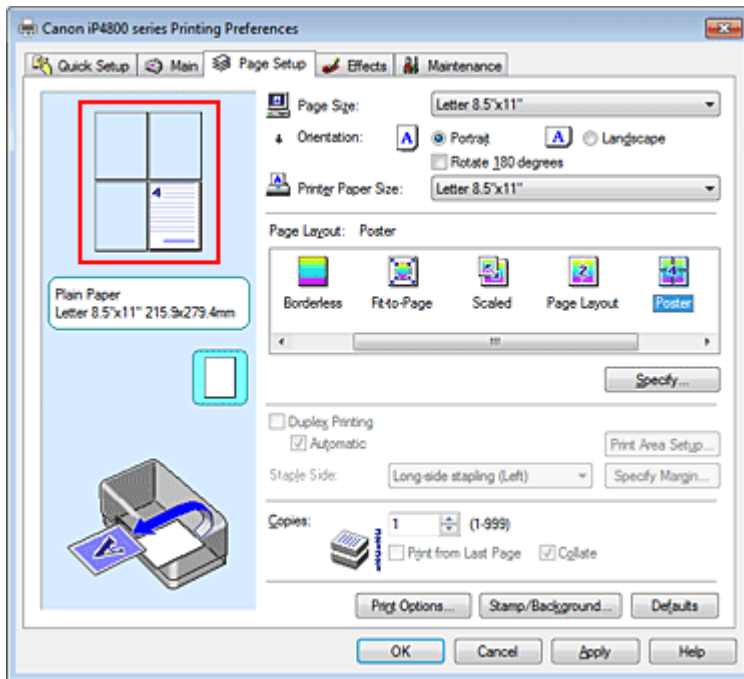 Canon iP4800 series Printing Preferences
Quick Setup Main Page Setup Effects Maintenance
4
Plain Paper
Letter 8.5"x11" 215.9x279.4mm
Page Size: Letter 8.5"x11"
Orientation: A Portrait A Landscape
Rotate 180 degrees
Printer Paper Size: Letter 8.5"x11"
Page Layout: Poster
Borderless Fit-to-Page Scaled Page Layout Poster
Specify...
Duplex Printing
Automatic Print Area Setup...
Staple Side: Long-side stapling (Left) Specify Margin...
Copies: 1 (1-999)
Print from Last Page Collate
Print Options... Stamp/Background... Defaults
OK Cancel Apply Help